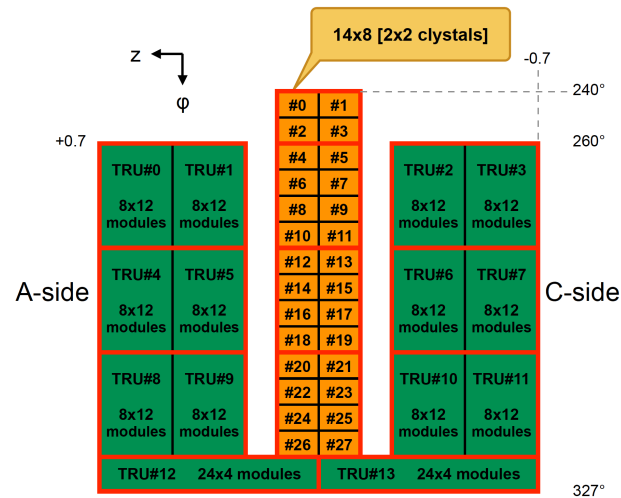 14x8 [2x2 clystals]
z
φ
-0.7
240°
+0.7
260°
#0 #1
#2 #3
#4 #5
#6 #7
#8 #9
#10 #11
#12 #13
#14 #15
#16 #17
#18 #19
#20 #21
#22 #23
#24 #25
#26 #27
TRU#0 TRU#1
8x12 8x12
modules modules
TRU#2 TRU#3
8x12 8x12
modules modules
A-side
TRU#4 TRU#5
8x12 8x12
modules modules
TRU#6 TRU#7
8x12 8x12
modules modules
C-side
TRU#8 TRU#9
8x12 8x12
modules modules
TRU#10 TRU#11
8x12 8x12
modules modules
TRU#12 24x4 modules
TRU#13 24x4 modules
327°